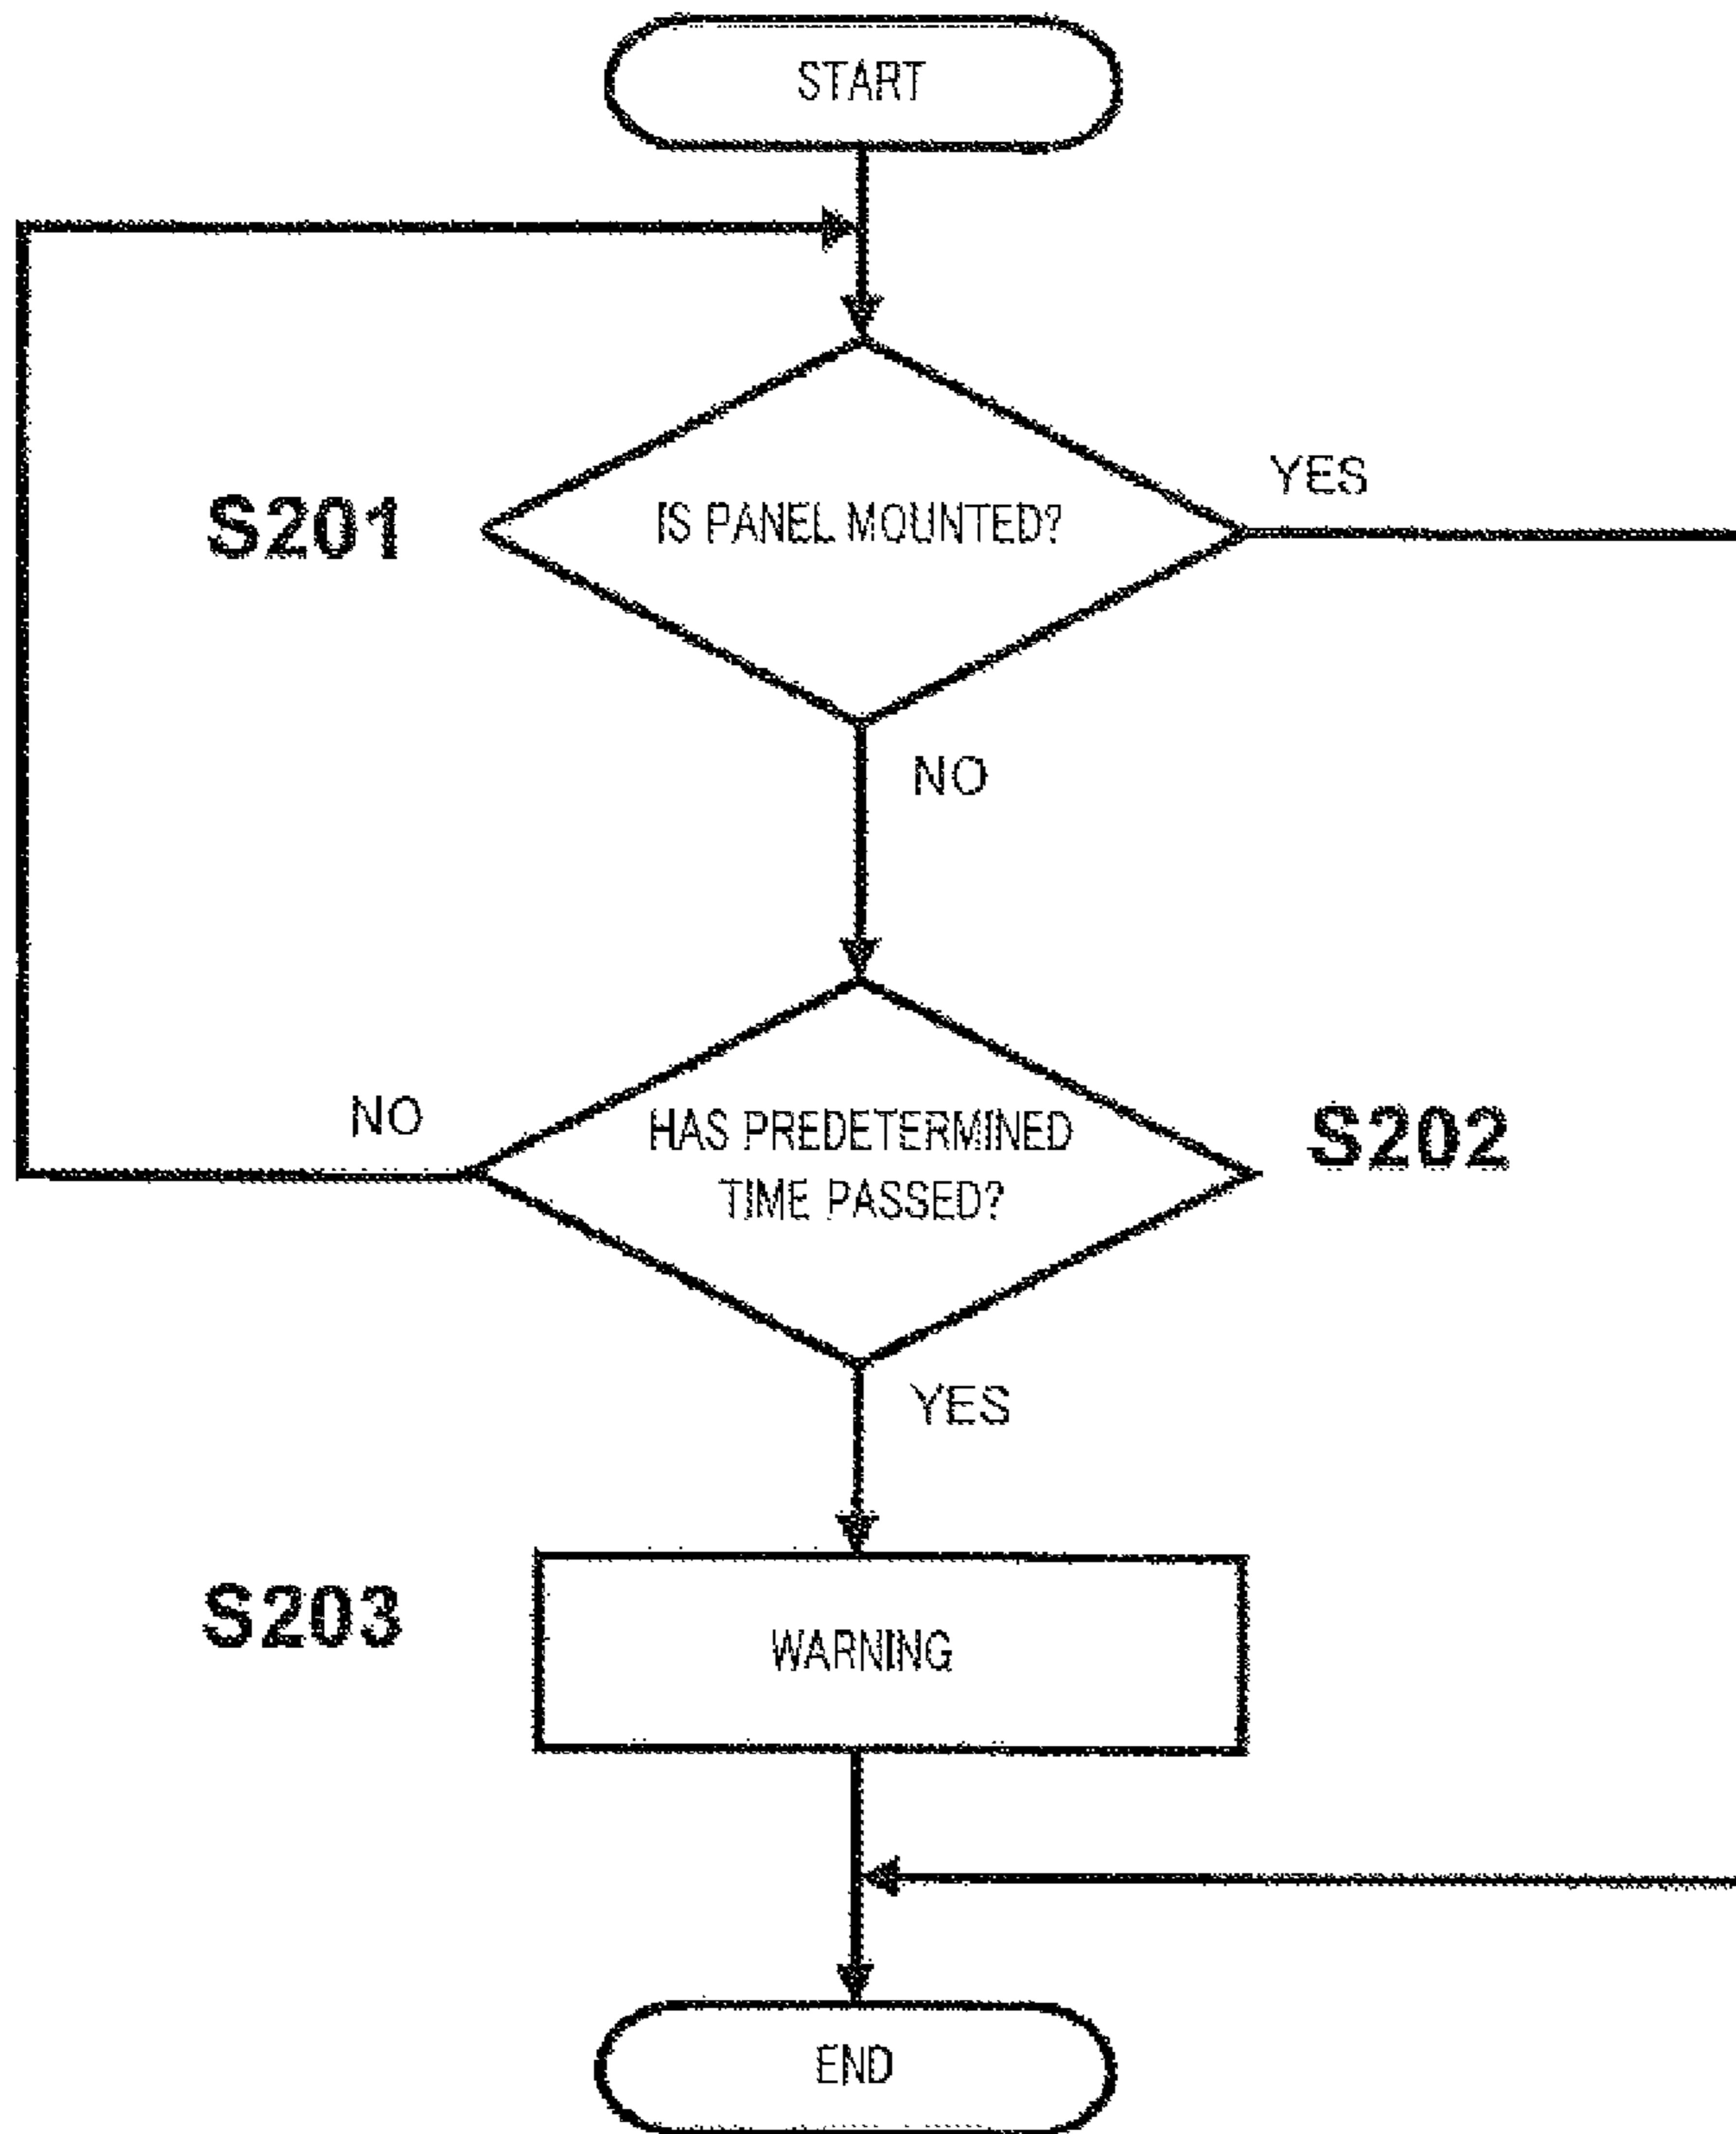 START
YES
S201
IS PANEL MOUNTED?
NO
NO
HAS PREDETERMINED
TIME PASSED?
S202
YES
S203
WARNING
END